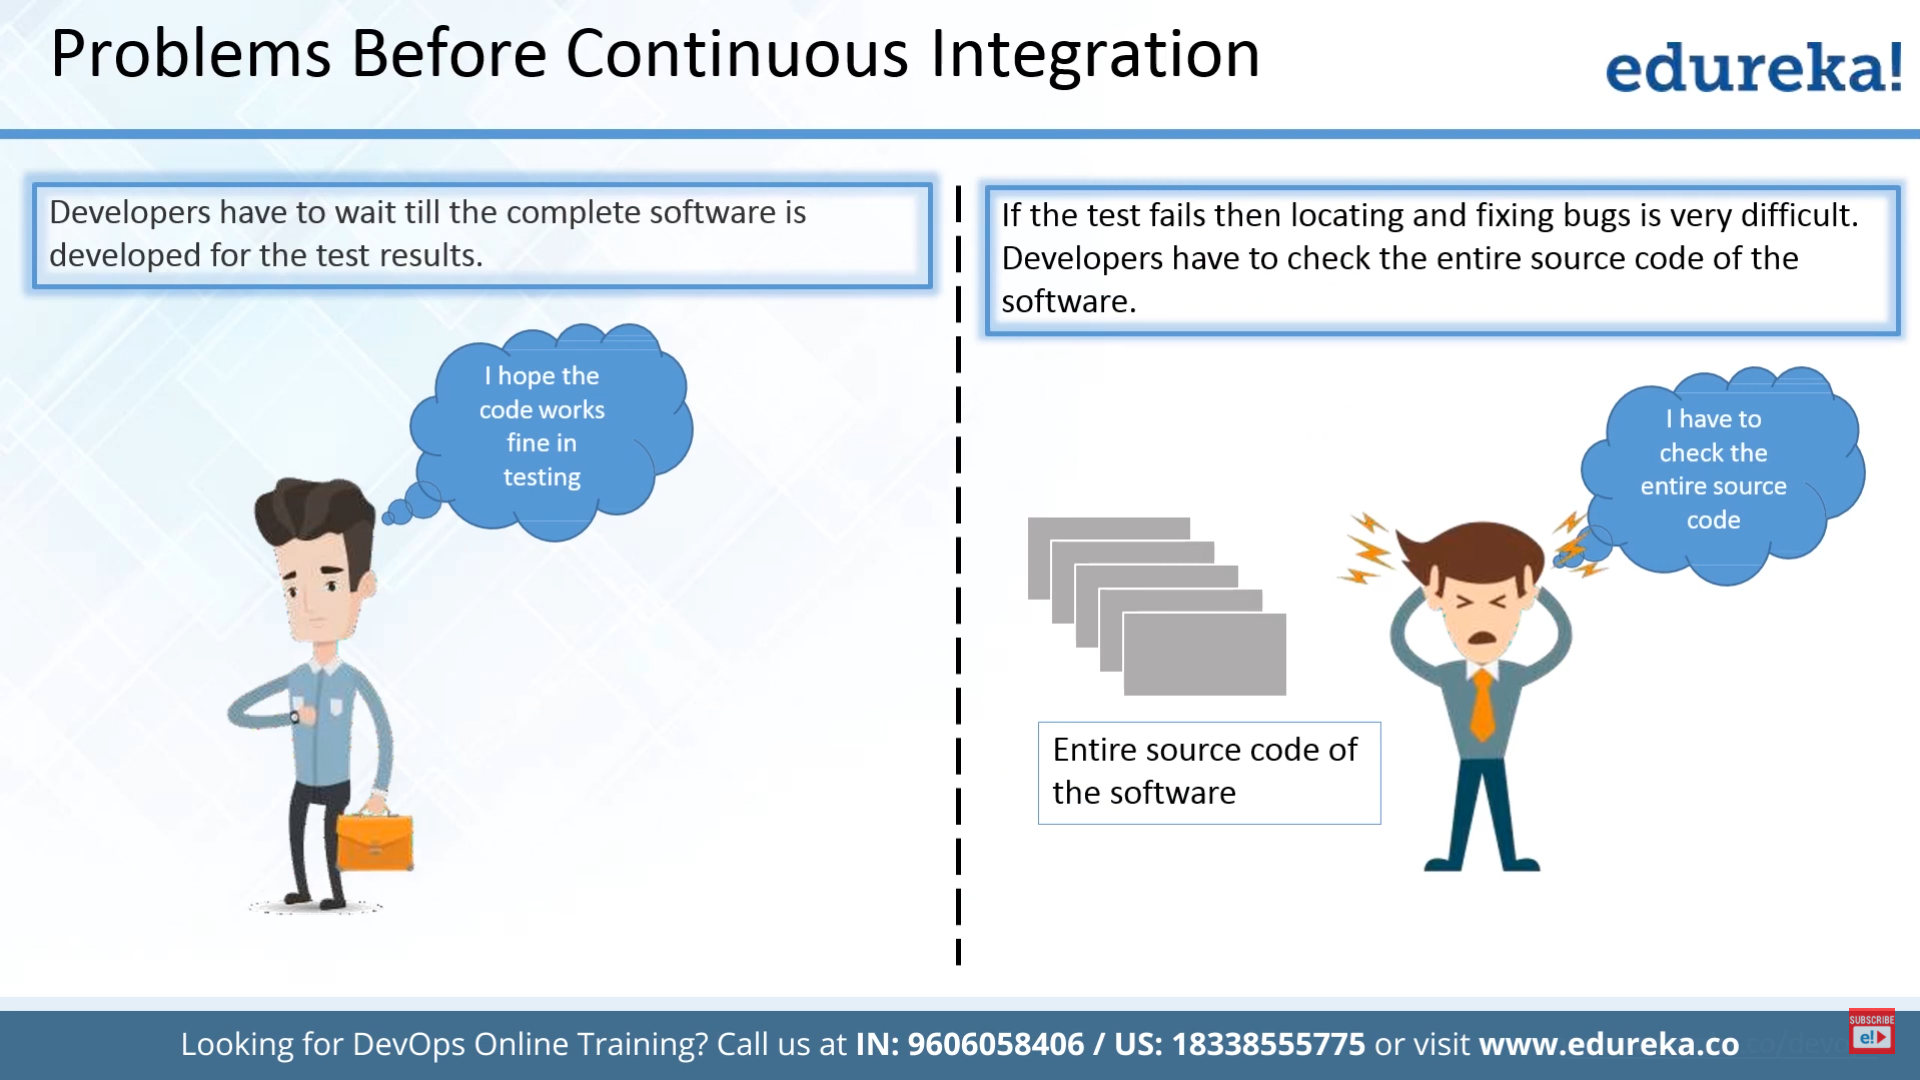 Problems Before Continuous Integration
edureka!
Developers have to wait till the complete software is
developed for the test results.
I hope the
code works
fine in
testing
If the test fails then locating and fixing bugs is very difficult.
Developers have to check the entire source code of the
software.
I have to
check the
entire source
code
Entire source code of
the software
Looking for DevOps Online Training? Call us at IN: 9606058406 / US: 18338555775 or visit www.edureka.co
SUBSCRIBE
e!